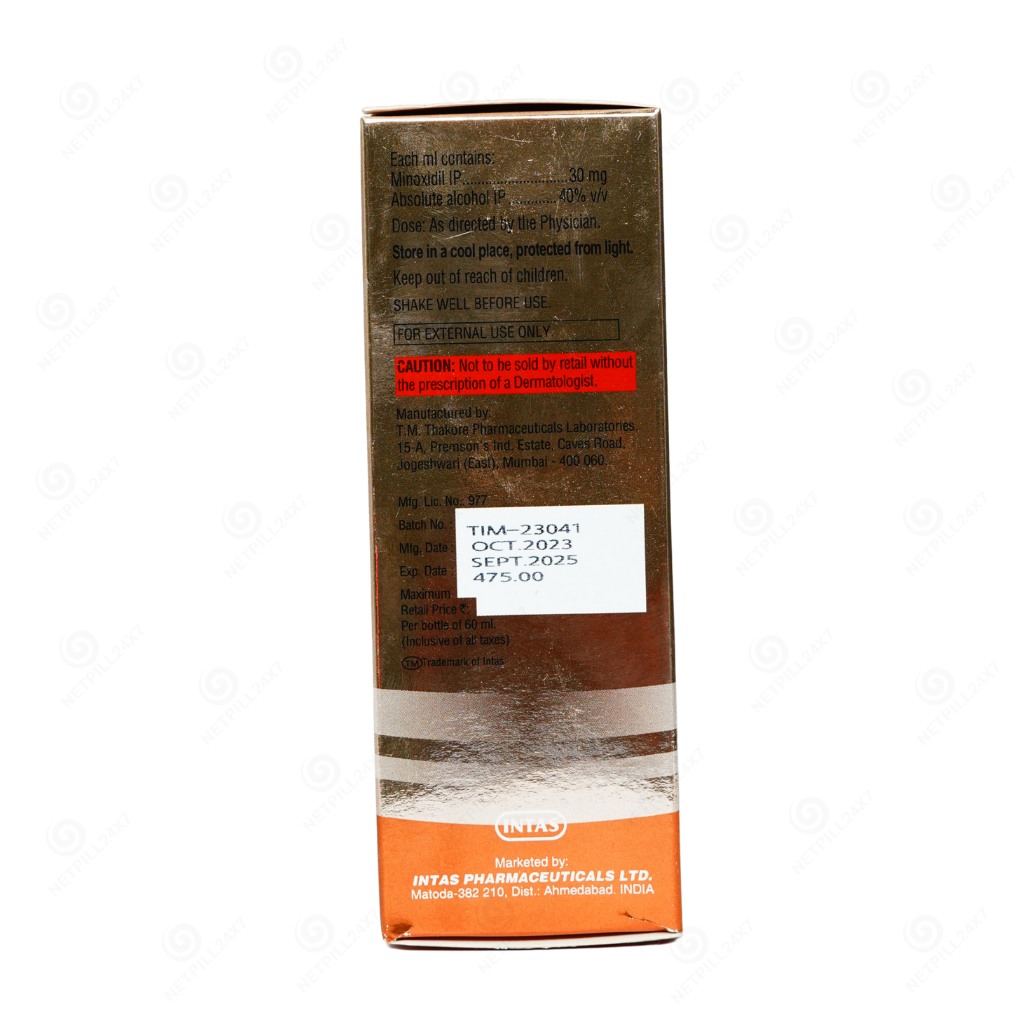 Each ml contains:
Minoxidil IP............................30 mg
Absolute alcohol IP.............40% v/v
Dose: As directed by the Physician.
Store in a cool place, protected from light.
Keep out of reach of children.
SHAKE WELL BEFORE USE.
FOR EXTERNAL USE ONLY
CAUTION: Not to be sold by retail without
the prescription of a Dermatologist.
Manufactured by:
T.M. Thakore Pharmaceuticals Laboratories.
15-A, Premson's Ind. Estate, Caves Road,
Jogeshwari (East), Mumbai - 400 060.
Mfg. Lic. No.: 977
Batch No. : TIM-23041
Mfg. Date : OCT.2023
Exp. Date : SEPT.2025
475.00
Maximum
Retail Price ₹:
Per bottle of 60 ml.
(Inclusive of all taxes)
TM Trademark of Intas
INTAS
Marketed by:
INTAS PHARMACEUTICALS LTD.
Matoda-382 210, Dist.: Ahmedabad. INDIA
NETPILL24X7